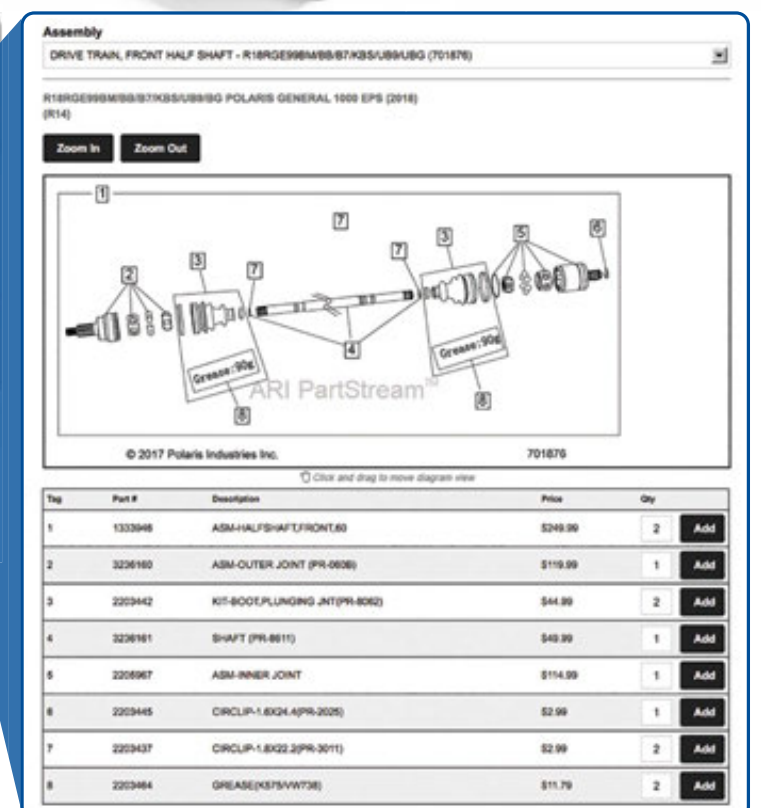 Assembly
DRIVE TRAIN, FRONT HALF SHAFT - R18RGE99BM/BB/B7/KBS/UB9/UBG (701876)
R18RGE99BM/BB/B7/KBS/UB9/BG POLARIS GENERAL 1000 EPS (2018)
(R14)
Zoom In Zoom Out
1
7
6
5
3
7
3
7
2
4
Grease:90g
Grease:90g
8
8
ARI PartStream™
© 2017 Polaris Industries Inc. 701876
Click and drag to move diagram view
Tag Part # Description Price Qty
1 1333946 ASM-HALFSHAFT,FRONT,60 $249.99 2 Add
2 3236160 ASM-OUTER JOINT (PR-060B) $119.99 1 Add
3 2203442 KIT-BOOT,PLUNGING JNT(PR-8062) $44.99 2 Add
4 3236161 SHAFT (PR-8611) $49.99 1 Add
5 2205967 ASM-INNER JOINT $114.99 1 Add
6 2203445 CIRCLIP-1.6X24.4(PR-2025) $2.99 1 Add
7 2203437 CIRCLIP-1.8X22.2(PR-3011) $2.99 2 Add
8 2203464 GREASE(K575/VW738) $11.79 2 Add